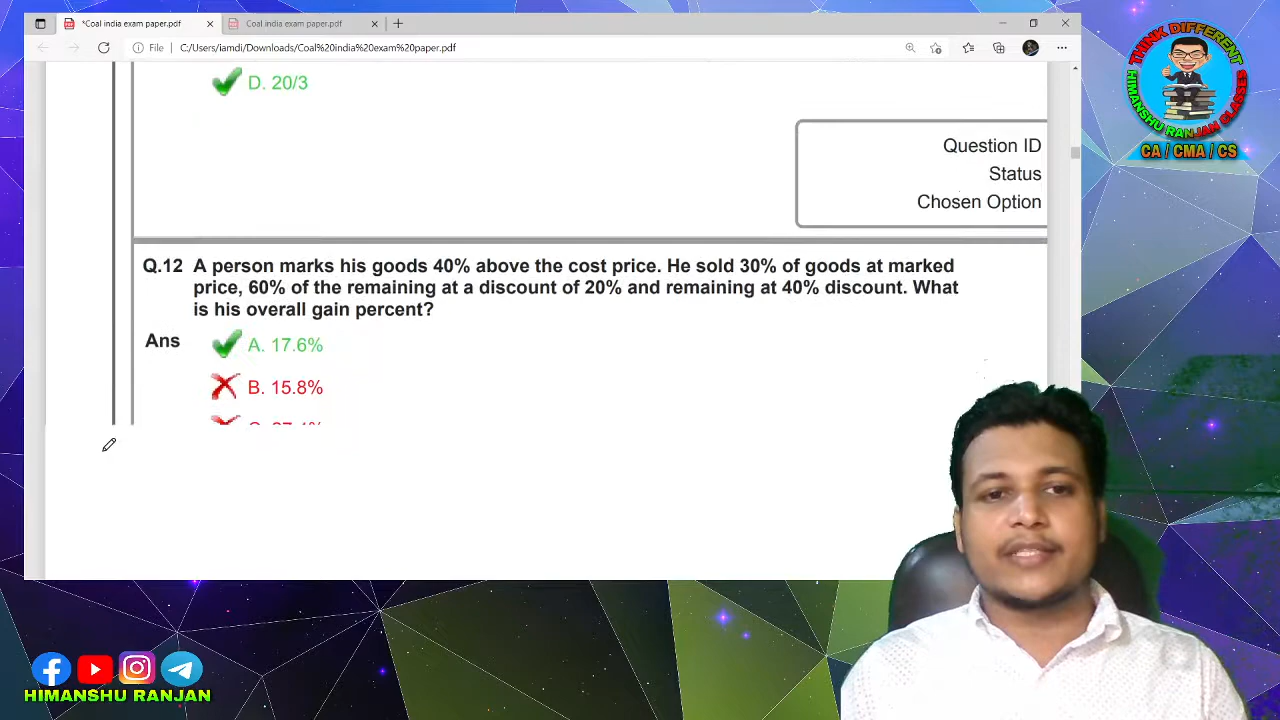 *Coal india exam paper.pdf
Coal india exam paper.pdf
File
C:/Users/iamdi/Downloads/Coal%20india%20exam%20paper.pdf
D. 20/3
Question ID
Status
Chosen Option
Q.12 A person marks his goods 40% above the cost price. He sold 30% of goods at marked
price, 60% of the remaining at a discount of 20% and remaining at 40% discount. What
is his overall gain percent?
Ans
A. 17.6%
B. 15.8%
THINK DIFFERENT
HIMANSHU RANJAN CLASSES
CA / CMA / CS
HIMANSHU RANJAN